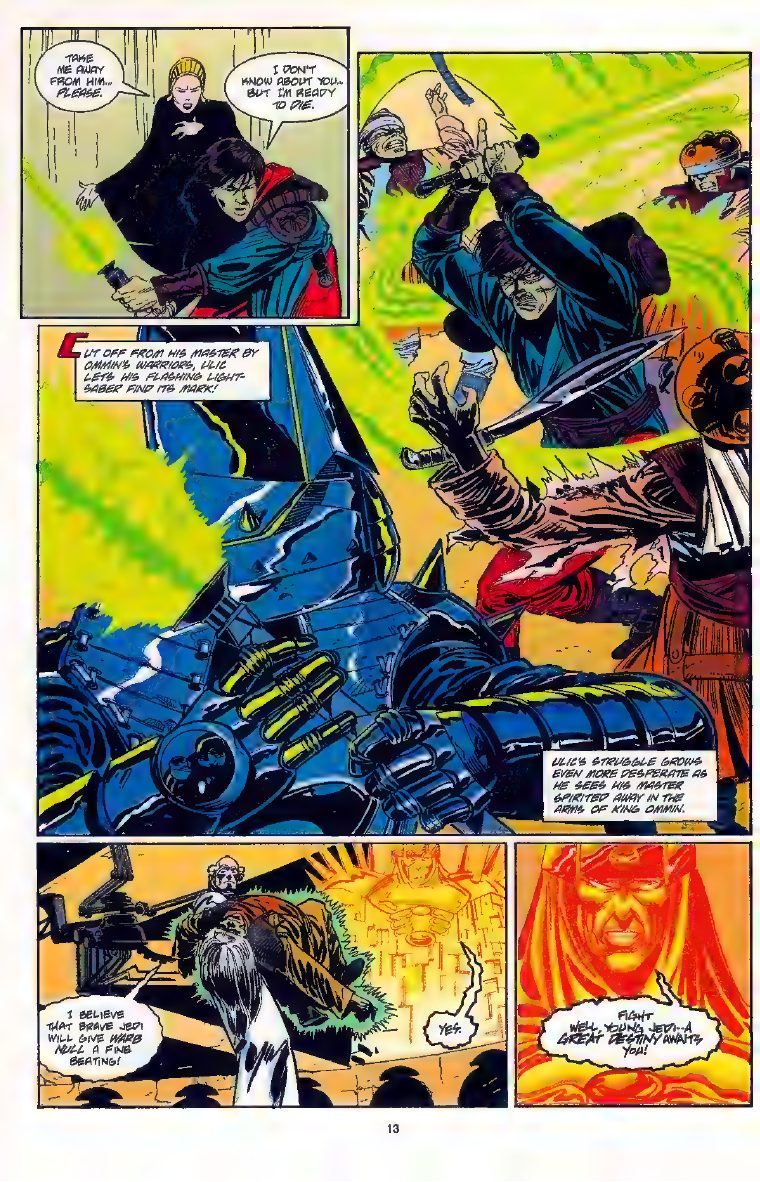 TAKE
ME AWAY
FROM HIM...
PLEASE.
I DON'T
KNOW ABOUT YOU...
BUT I'M READY
TO DIE.
CUT OFF FROM HIS MASTER BY
OMMIN'S WARRIORS, ULIC
LETS HIS FLASHING LIGHT-
SABER FIND ITS MARK!
ULIC'S STRUGGLE GROWS
EVEN MORE DESPERATE AS
HE SEES HIS MASTER
SPIRITED AWAY IN THE
ARMS OF KING OMMIN.
I BELIEVE
THAT BRAVE JEDI
WILL GIVE WARB
NULL A FINE
BEATING!
YES.
FIGHT
WELL, YOUNG JEDI--A
GREAT DESTINY AWAITS
YOU!
13